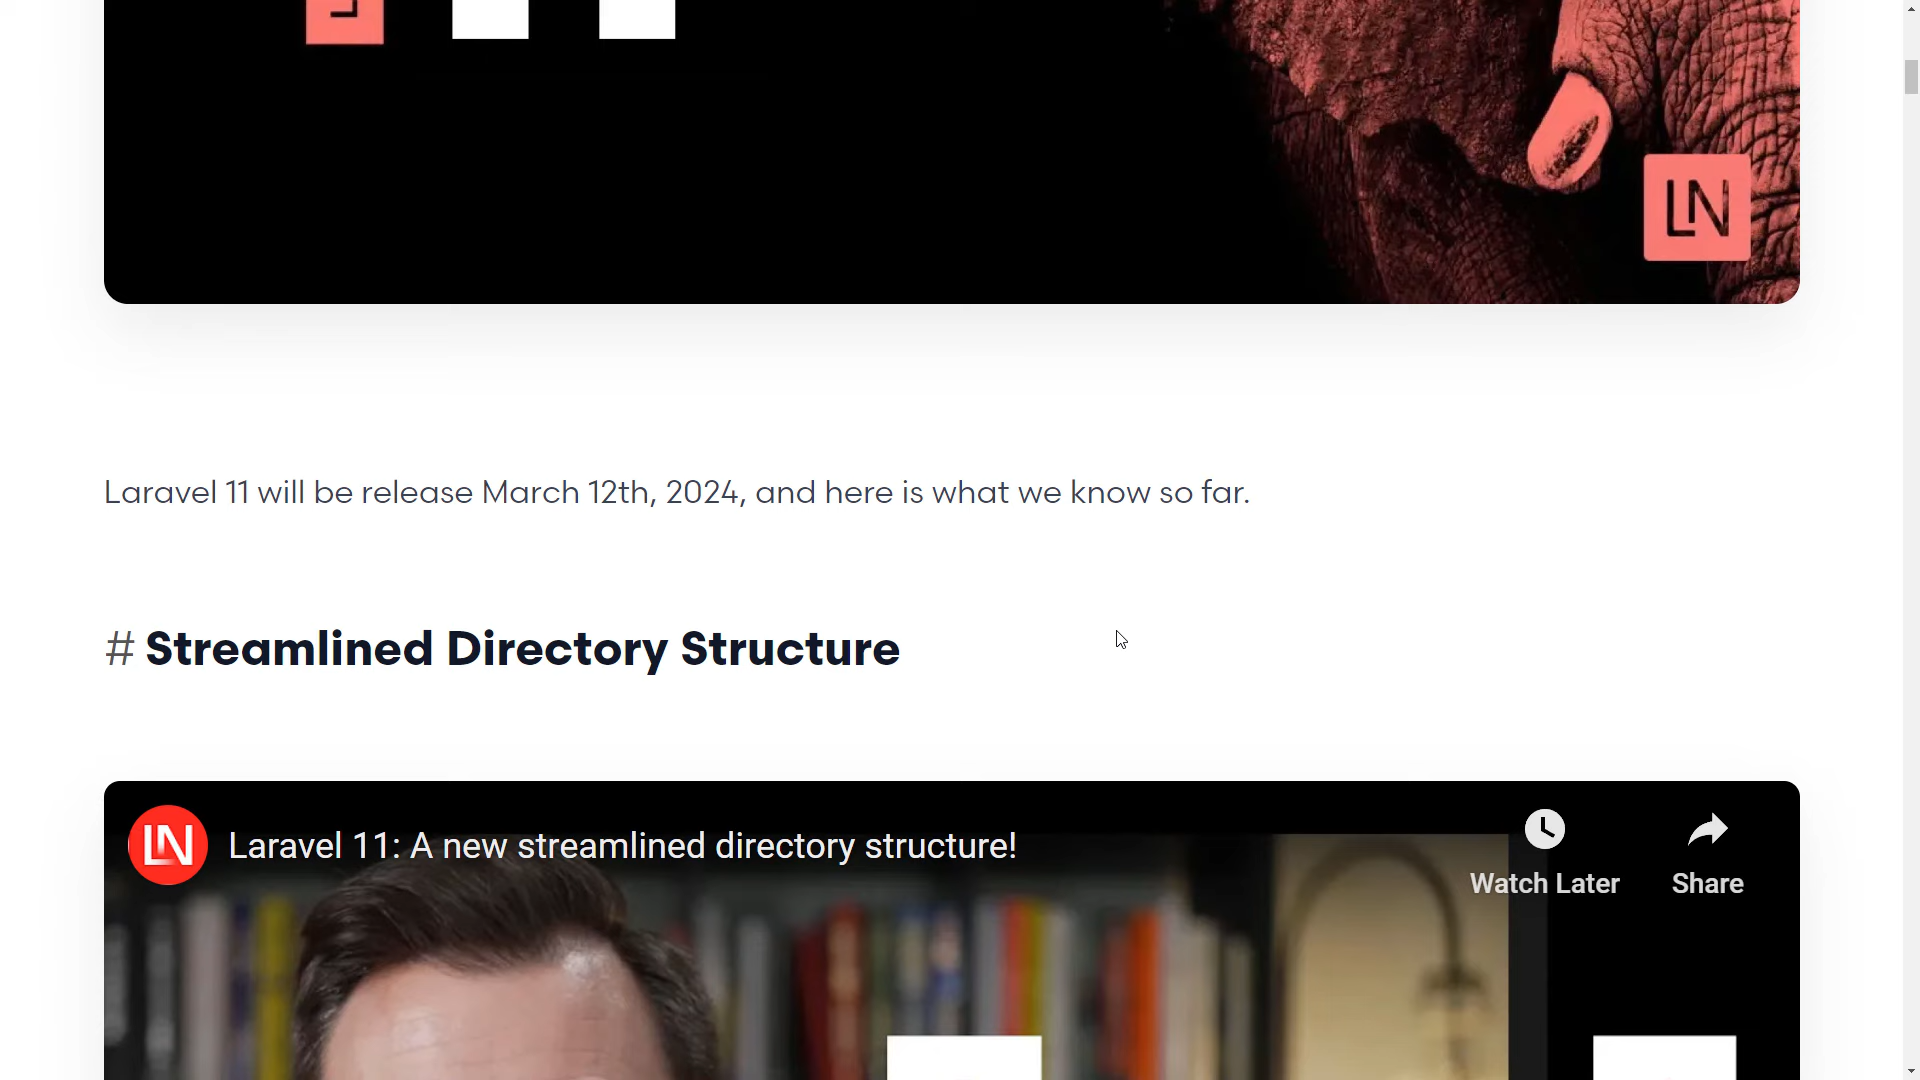 LN
Laravel 11 will be release March 12th, 2024, and here is what we know so far.
# Streamlined Directory Structure
LN
Laravel 11: A new streamlined directory structure!
Watch Later
Share